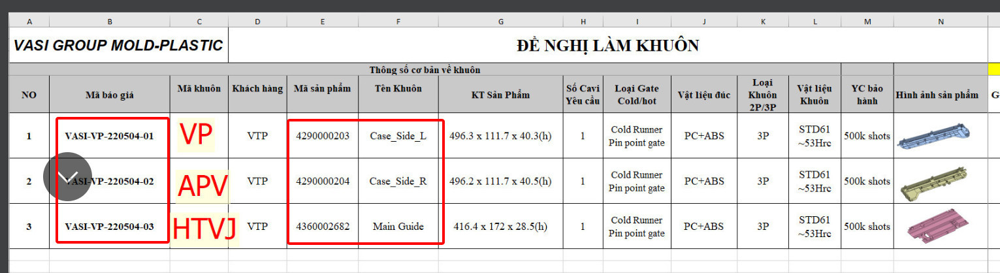 A B C D E F G H I J K L M N
VASI GROUP MOLD-PLASTIC ĐỀ NGHỊ LÀM KHUÔN
Thông số cơ bản về khuôn
NO Mã báo giá Mã khuôn Khách hàng Mã sản phẩm Tên Khuôn KT Sản Phẩm Số Cavi Yêu cầu Loại Gate Cold/hot Vật liệu đúc Loại Khuôn 2P/3P Vật liệu Khuôn YC bảo hành Hình ảnh sản phẩm G
1 VASI-VP-220504-01 VP VTP 4290000203 Case_Side_L 496.3 x 111.7 x 40.3(h) 1 Cold Runner Pin point gate PC+ABS 3P STD61 ~53Hrc 500k shots
2 VASI-VP-220504-02 APV VTP 4290000204 Case_Side_R 496.2 x 111.7 x 40.5(h) 1 Cold Runner Pin point gate PC+ABS 3P STD61 ~53Hrc 500k shots
3 VASI-VP-220504-03 HTVJ VTP 4360002682 Main Guide 416.4 x 172 x 28.5(h) 1 Cold Runner Pin point gate PC+ABS 3P STD61 ~53Hrc 500k shots